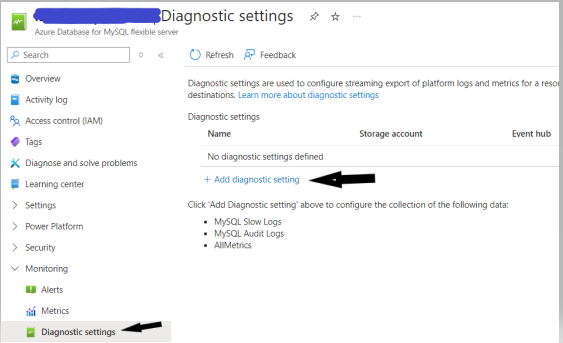 Diagnostic settings
Azure Database for MySQL flexible server
Search
Refresh
Feedback
Overview
Activity log
Access control (IAM)
Tags
Diagnose and solve problems
Learning center
Settings
Power Platform
Security
Monitoring
Alerts
Metrics
Diagnostic settings
Diagnostic settings are used to configure streaming export of platform logs and metrics for a
destinations. Learn more about diagnostic settings
Diagnostic settings
Name Storage account Event hub
No diagnostic settings defined
+ Add diagnostic setting
Click 'Add Diagnostic setting' above to configure the collection of the following data:
• MySQL Slow Logs
• MySQL Audit Logs
• AllMetrics